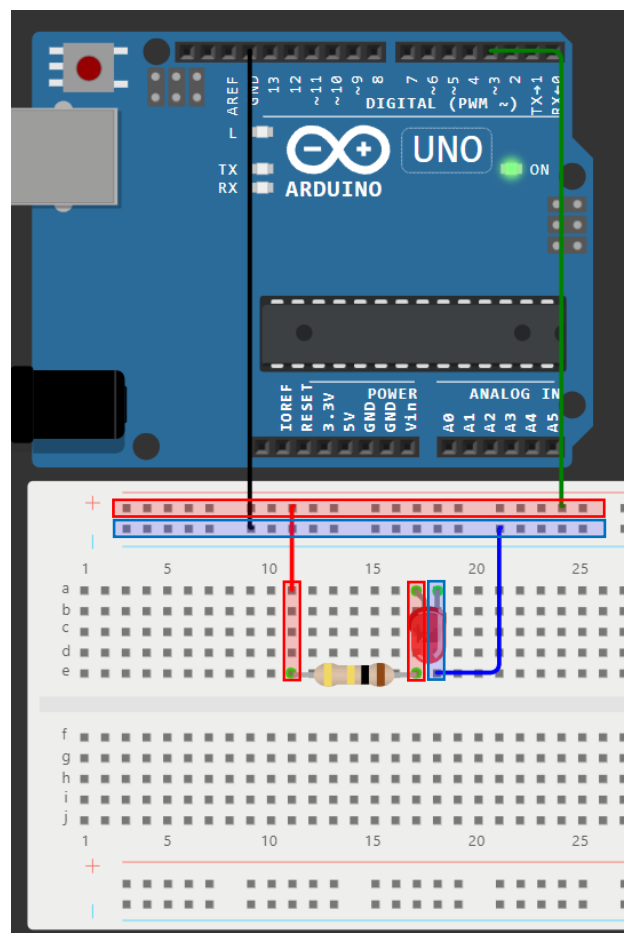 AREF GND 13 12 ~11 ~10 ~9 8 7 ~6 ~5 4 ~3 2 TX→1 RX←0
DIGITAL (PWM ~)
L
UNO
TX
ON
RX
ARDUINO
POWER
ANALOG IN
IOREF RESET 3.3V 5V GND GND Vin A0 A1 A2 A3 A4 A5
+
|
1 5 10 15 20 25
a
b
c
d
e
f
g
h
i
j
1 5 10 15 20 25
+
|